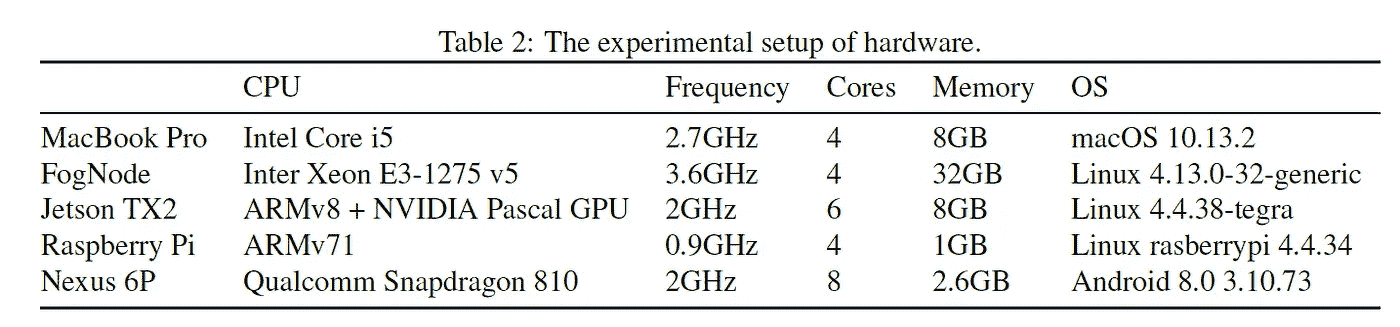 Table 2: The experimental setup of hardware.
CPU Frequency Cores Memory OS
MacBook Pro Intel Core i5 2.7GHz 4 8GB macOS 10.13.2
FogNode Inter Xeon E3-1275 v5 3.6GHz 4 32GB Linux 4.13.0-32-generic
Jetson TX2 ARMv8 + NVIDIA Pascal GPU 2GHz 6 8GB Linux 4.4.38-tegra
Raspberry Pi ARMv71 0.9GHz 4 1GB Linux rasberrypi 4.4.34
Nexus 6P Qualcomm Snapdragon 810 2GHz 8 2.6GB Android 8.0 3.10.73